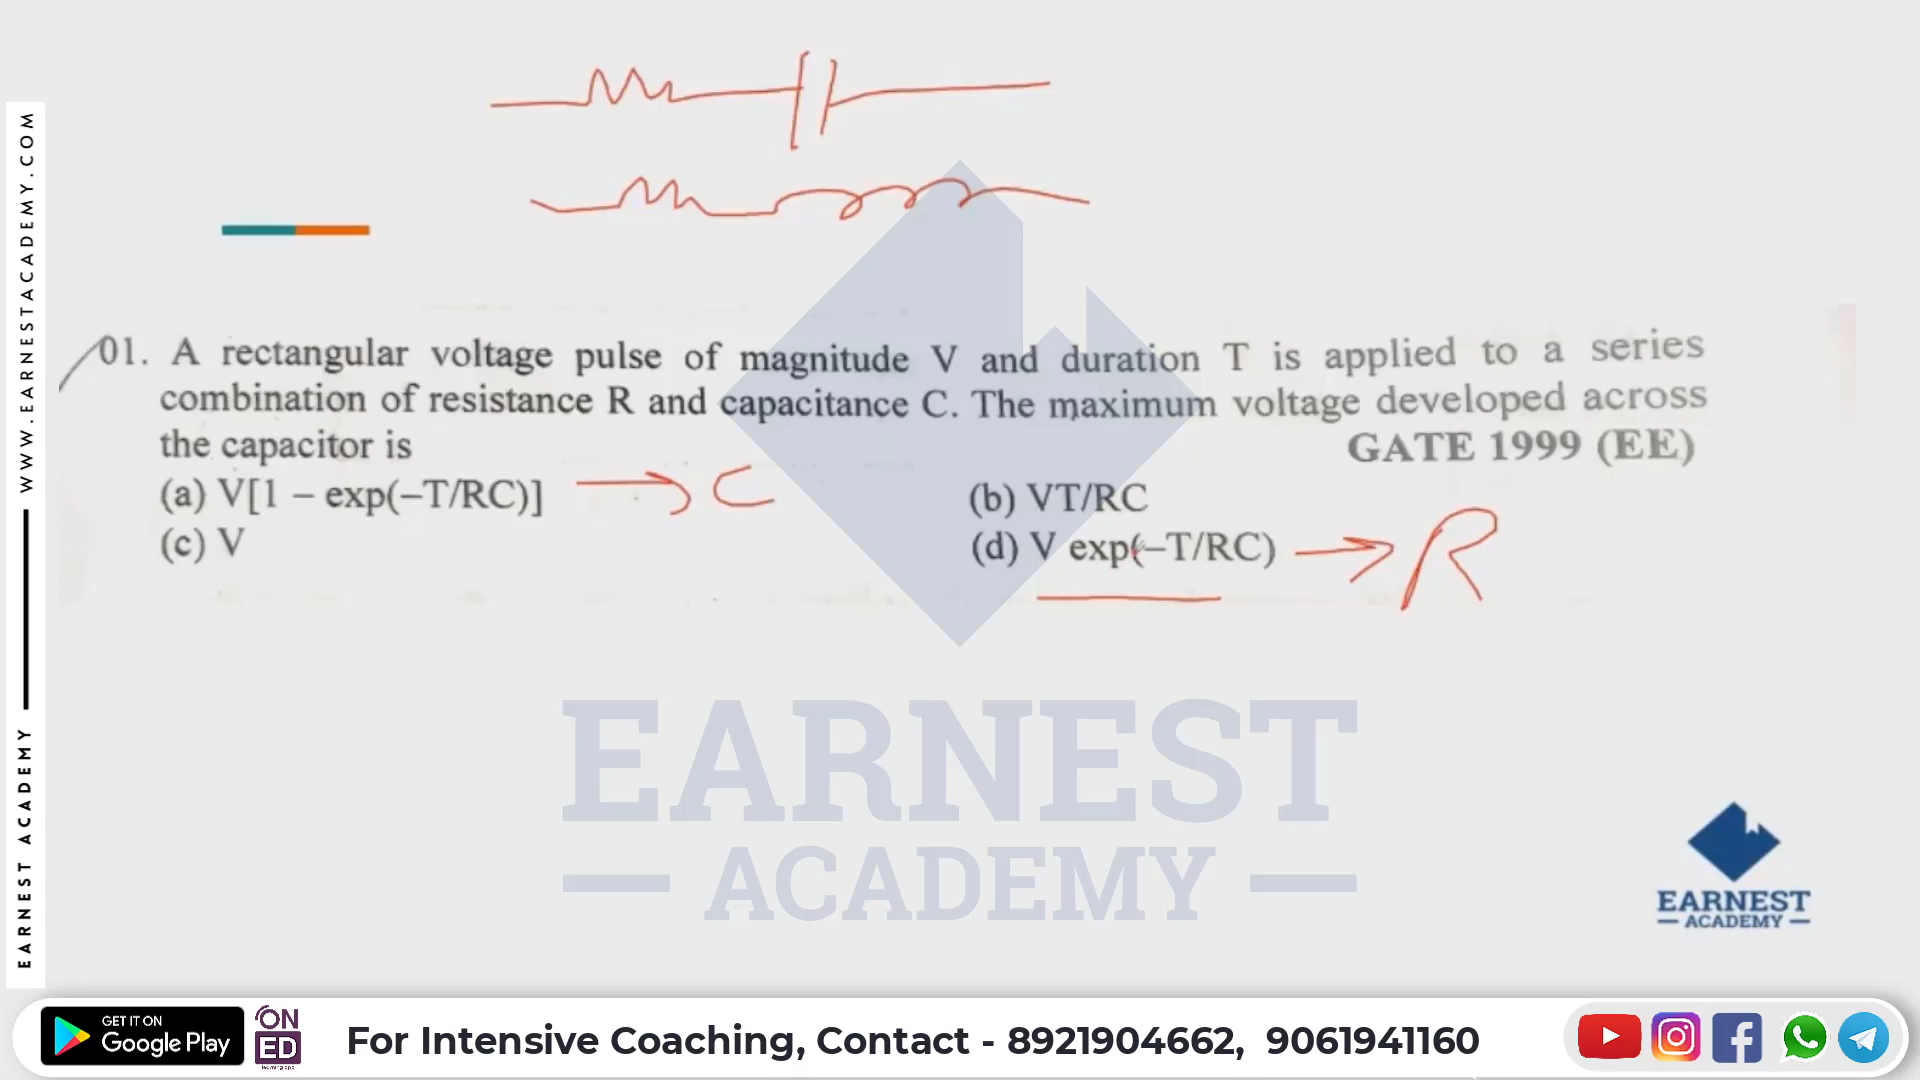 WWW.EARNESTACADEMY.COM
EARNEST ACADEMY
01. A rectangular voltage pulse of magnitude V and duration T is applied to a series
combination of resistance R and capacitance C. The maximum voltage developed across
the capacitor is
GATE 1999 (EE)
(a) V[1 – exp(–T/RC)] → C
(b) VT/RC
(c) V
(d) V exp(–T/RC) → R
EARNEST
ACADEMY
EARNEST
ACADEMY
GET IT ON
Google Play
ON
ED
For Intensive Coaching, Contact - 8921904662, 9061941160